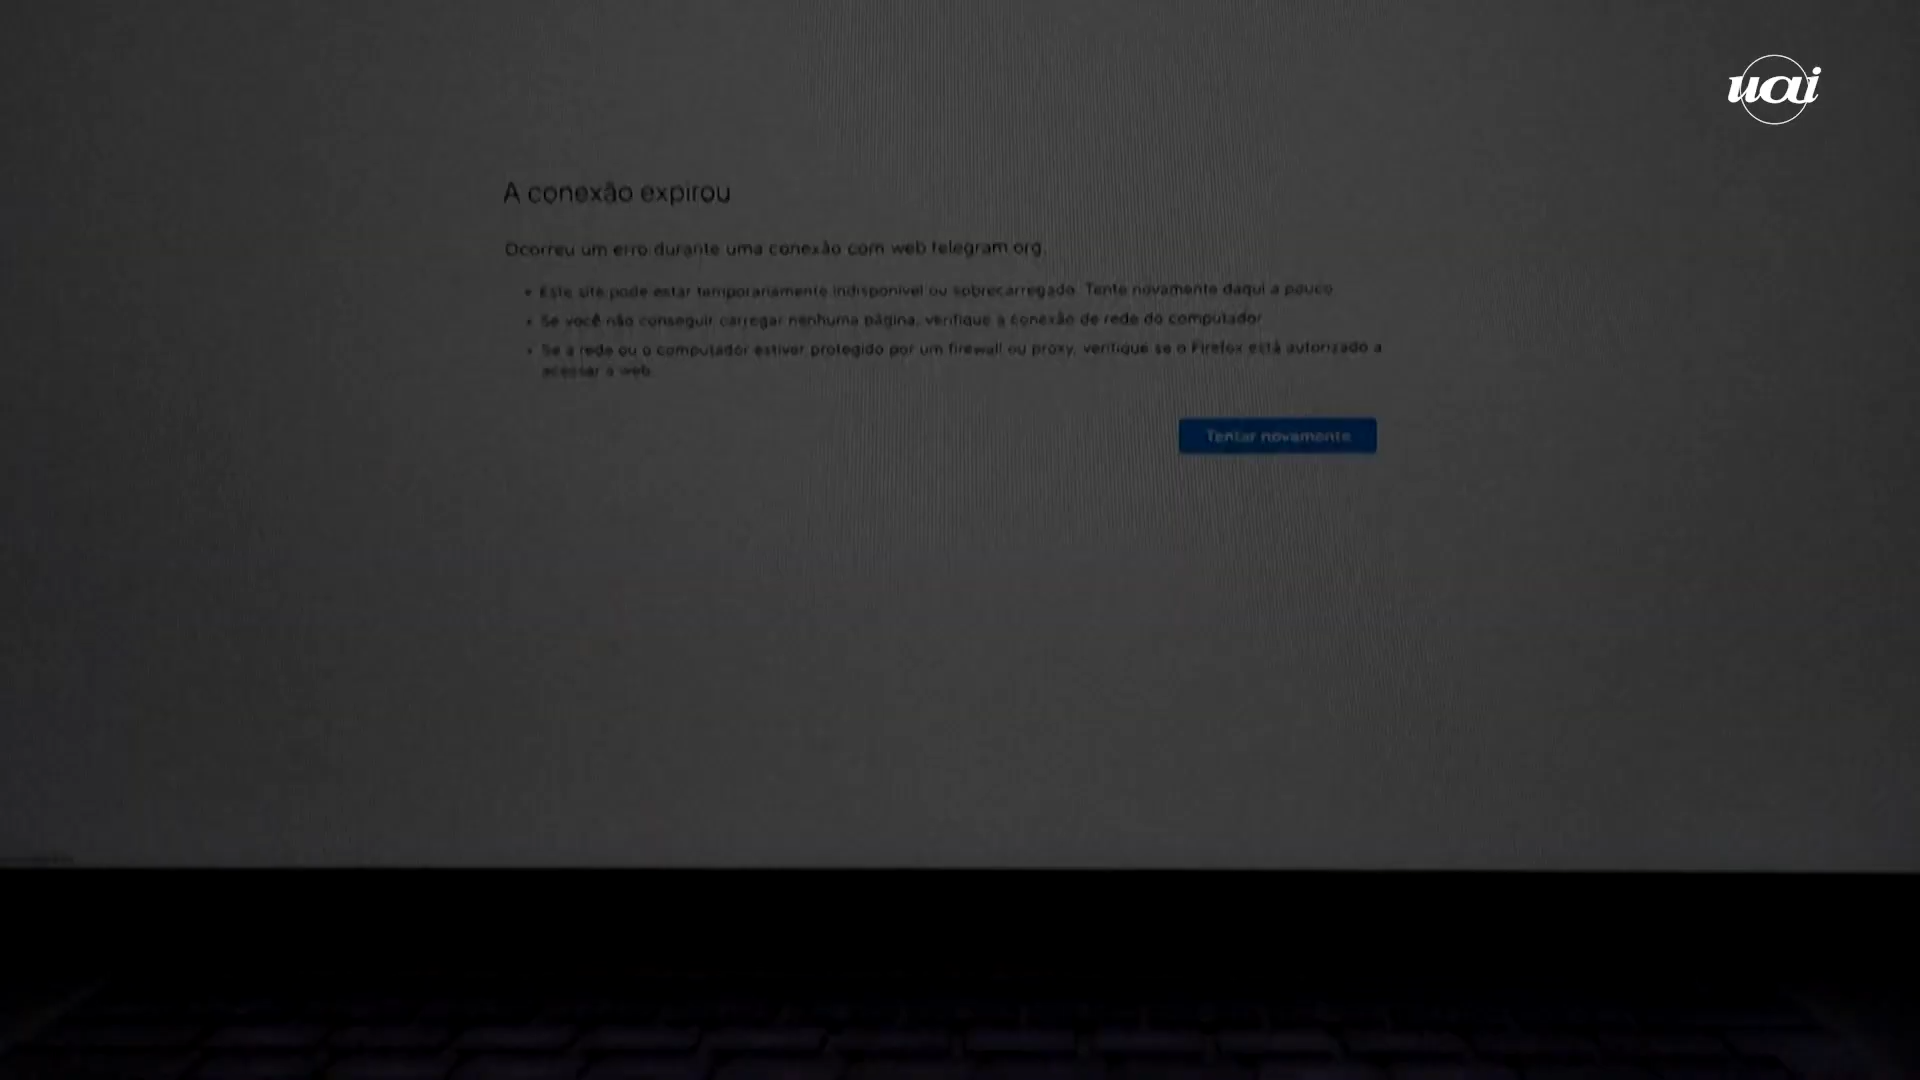 uai
A conexão expirou
Ocorreu um erro durante uma conexão com web.telegram.org.
• Este site pode estar temporariamente indisponível ou sobrecarregado. Tente novamente daqui a pouco.
• Se você não conseguir carregar nenhuma página, verifique a conexão de rede do computador.
• Se a rede ou o computador estiver protegido por um firewall ou proxy, verifique se o Firefox está autorizado a
acessar a web.
Tentar novamente